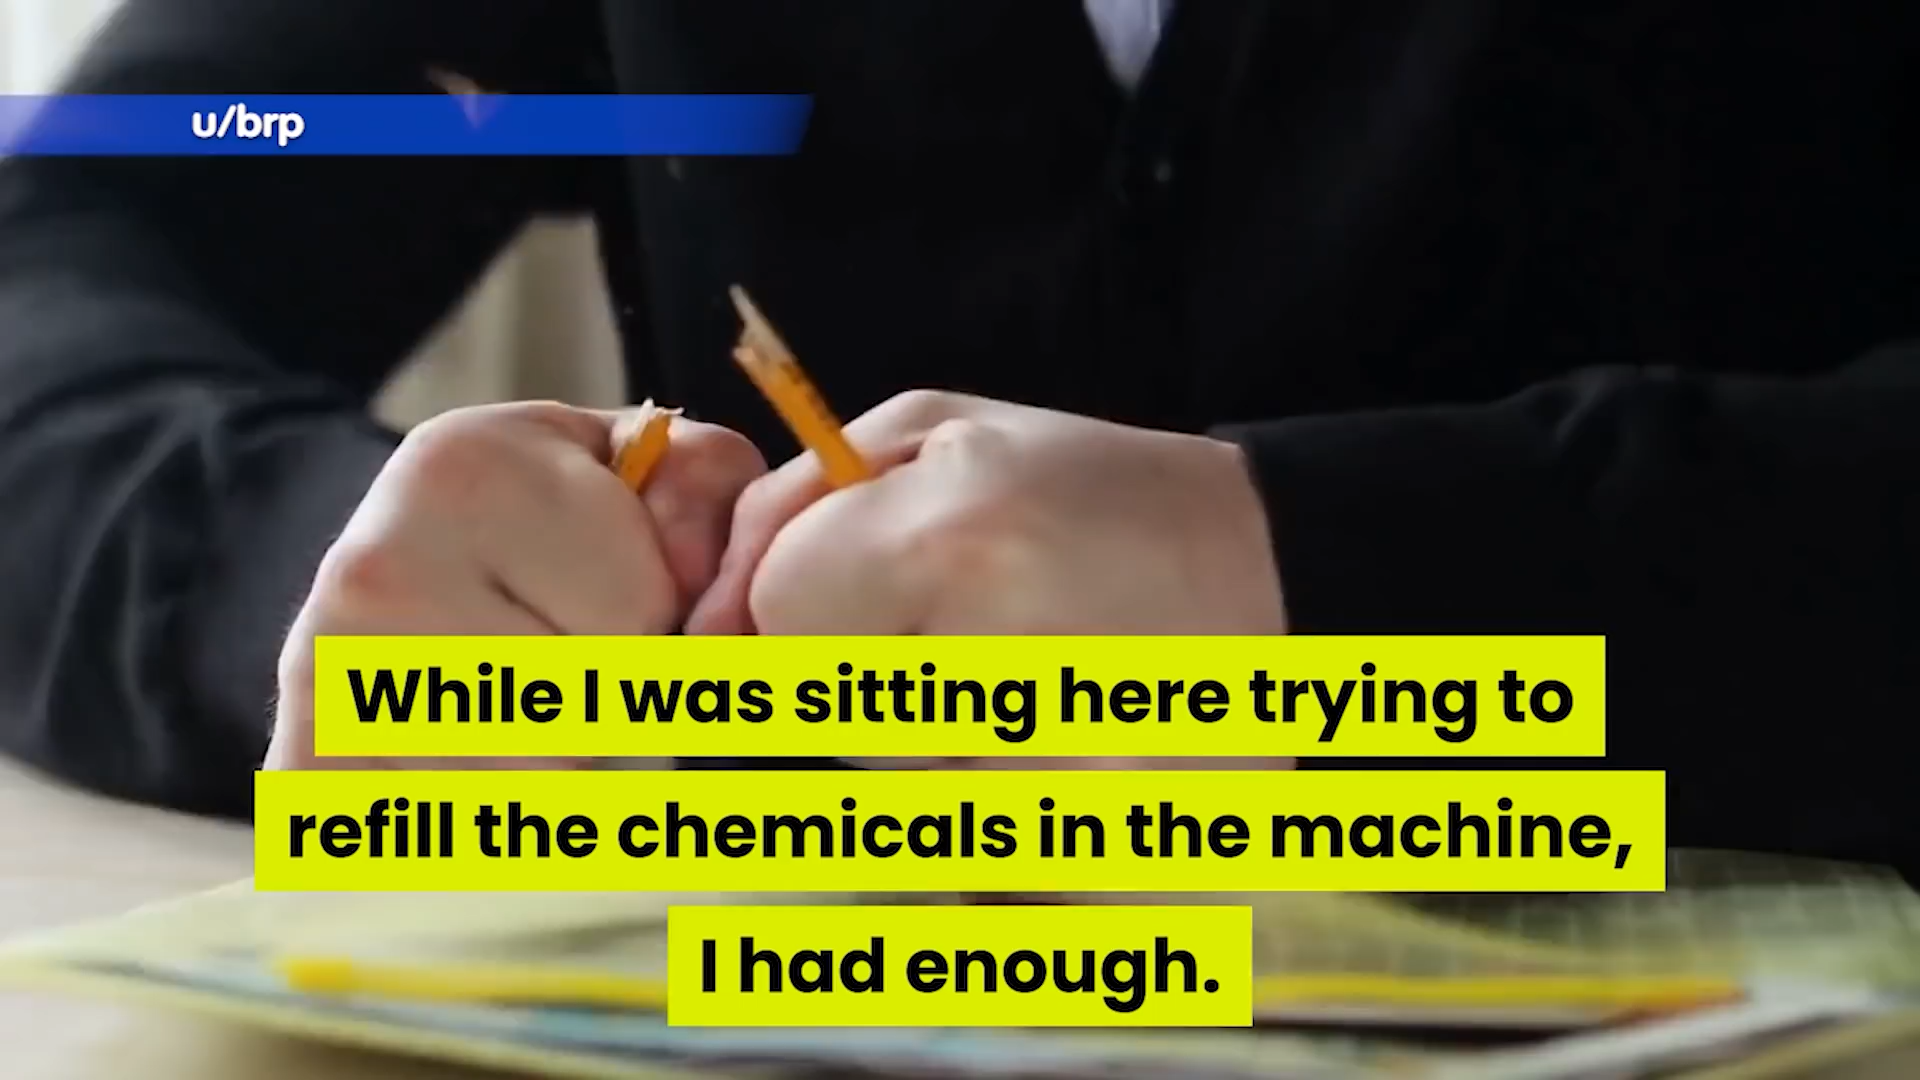 u/brp
While I was sitting here trying to
refill the chemicals in the machine,
I had enough.